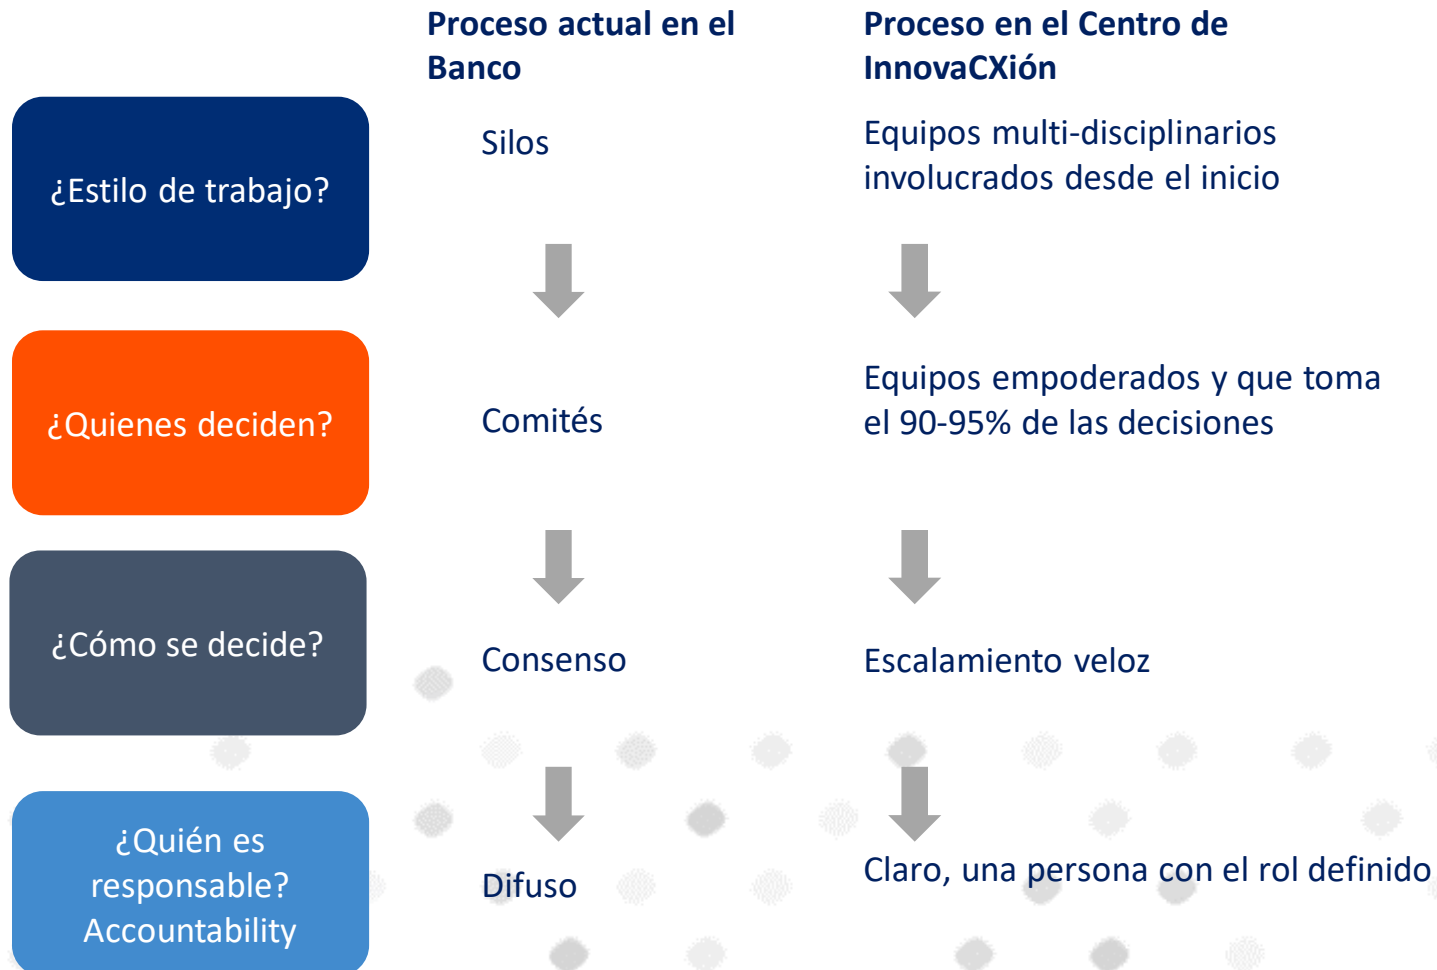 Proceso actual en el
Banco
Proceso en el Centro de
InnovaCXión
¿Estilo de trabajo?
Silos
Equipos multi-disciplinarios
involucrados desde el inicio
¿Quienes deciden?
Comités
Equipos empoderados y que toma
el 90-95% de las decisiones
¿Cómo se decide?
Consenso
Escalamiento veloz
¿Quién es
responsable?
Accountability
Difuso
Claro, una persona con el rol definido